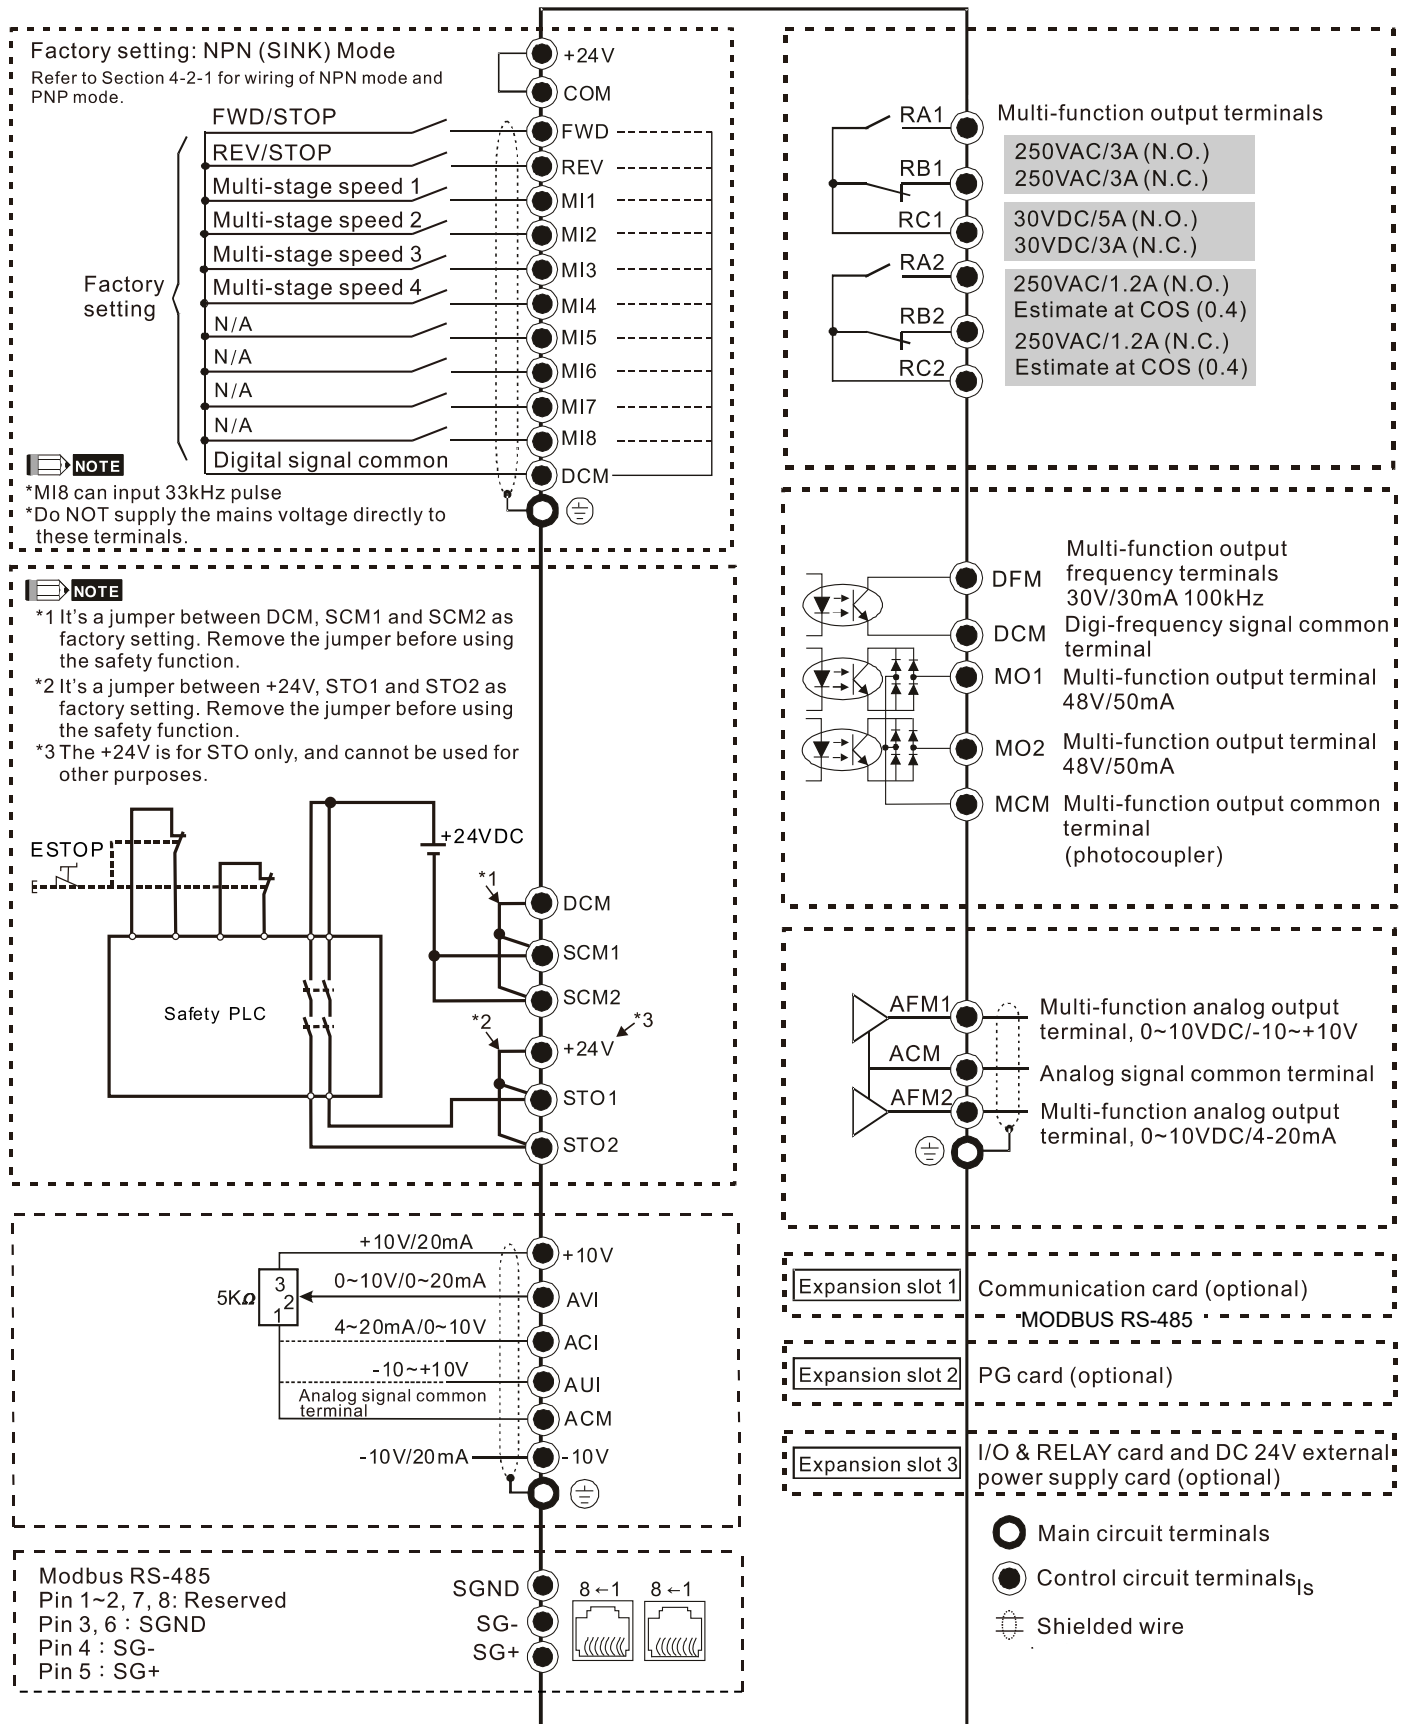 Factory setting: NPN (SINK) Mode
Refer to Section 4-2-1 for wiring of NPN mode and
PNP mode.
+24V
COM
FWD/STOP
FWD
REV/STOP
REV
Multi-stage speed 1
MI1
Multi-stage speed 2
MI2
Multi-stage speed 3
MI3
Multi-stage speed 4
MI4
Factory
setting
N/A
MI5
N/A
MI6
N/A
MI7
N/A
MI8
Digital signal common
DCM
NOTE
*MI8 can input 33kHz pulse
*Do NOT supply the mains voltage directly to
these terminals.
NOTE
*1 It's a jumper between DCM, SCM1 and SCM2 as
factory setting. Remove the jumper before using
the safety function.
*2 It's a jumper between +24V, STO1 and STO2 as
factory setting. Remove the jumper before using
the safety function.
*3 The +24V is for STO only, and cannot be used for
other purposes.
+24VDC
ESTOP
*1
DCM
SCM1
SCM2
Safety PLC
*2
*3
+24V
STO1
STO2
+10V/20mA
+10V
5KΩ
3
2
1
0~10V/0~20mA
AVI
4~20mA/0~10V
ACI
-10~+10V
AUI
Analog signal common
terminal
ACM
-10V/20mA
-10V
Modbus RS-485
Pin 1~2, 7, 8: Reserved
Pin 3, 6 : SGND
Pin 4 : SG-
Pin 5 : SG+
SGND
SG-
SG+
8←1
8←1
RA1
RB1
RC1
RA2
RB2
RC2
Multi-function output terminals
250VAC/3A (N.O.)
250VAC/3A (N.C.)
30VDC/5A (N.O.)
30VDC/3A (N.C.)
250VAC/1.2A (N.O.)
Estimate at COS (0.4)
250VAC/1.2A (N.C.)
Estimate at COS (0.4)
DFM
Multi-function output
frequency terminals
30V/30mA 100kHz
DCM
Digi-frequency signal common
terminal
MO1
Multi-function output terminal
48V/50mA
MO2
Multi-function output terminal
48V/50mA
MCM
Multi-function output common
terminal
(photocoupler)
AFM1
Multi-function analog output
terminal, 0~10VDC/-10~+10V
ACM
Analog signal common terminal
AFM2
Multi-function analog output
terminal, 0~10VDC/4-20mA
Expansion slot 1
Communication card (optional)
MODBUS RS-485
Expansion slot 2
PG card (optional)
Expansion slot 3
I/O & RELAY card and DC 24V external
power supply card (optional)
Main circuit terminals
Control circuit terminals
ls
Shielded wire